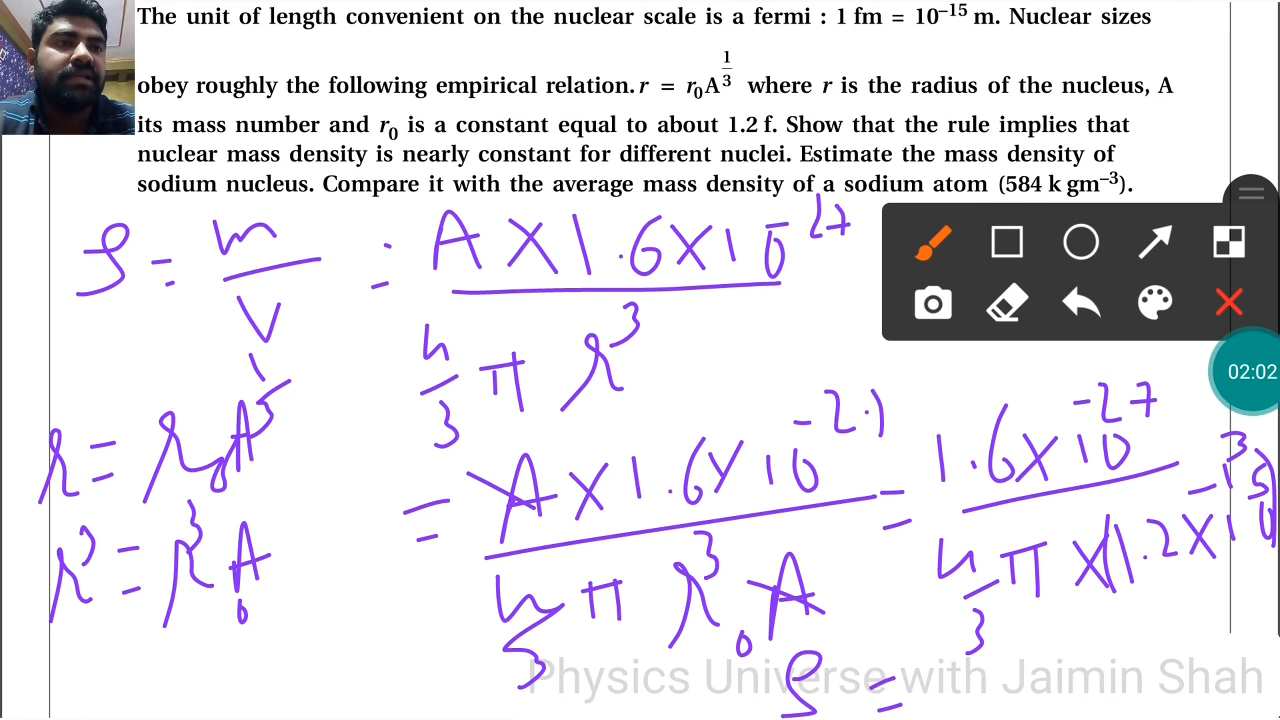 The unit of length convenient on the nuclear scale is a fermi : 1 fm = 10⁻¹⁵ m. Nuclear sizes
obey roughly the following empirical relation. r = r₀A^(1/3) where r is the radius of the nucleus, A
its mass number and r₀ is a constant equal to about 1.2 f. Show that the rule implies that
nuclear mass density is nearly constant for different nuclei. Estimate the mass density of
sodium nucleus. Compare it with the average mass density of a sodium atom (584 k gm⁻³).
ρ = m/V = A × 1.6 × 10⁻²⁷ / (4/3 π r³)
02:02
r = r₀A^(1/3)
= A × 1.6 × 10⁻²⁷ / (4/3 π r₀³ A) = 1.6 × 10⁻²⁷ / (4/3 π × (1.2 × 10⁻¹⁵)³
r³ = r₀³ A
ρ =
Physics Universe with Jaimin Shah